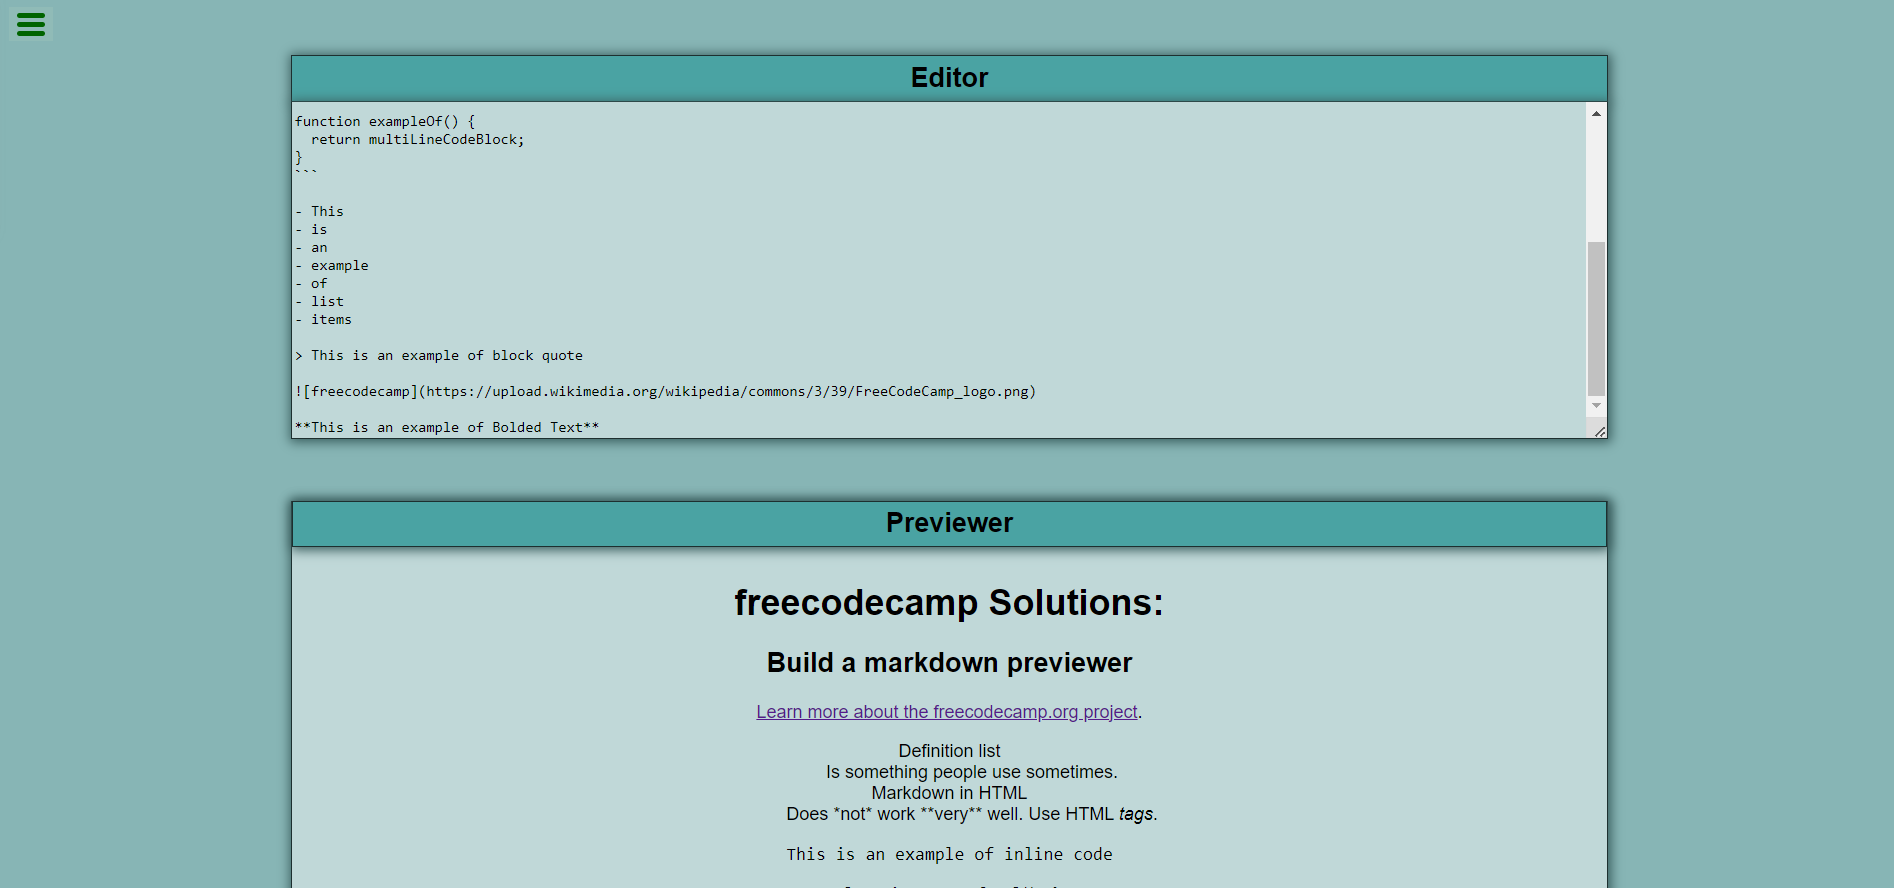 Editor
function exampleOf() {
  return multiLineCodeBlock;
}
```
- This
- is
- an
- example
- of
- list
- items
> This is an example of block quote
![freecodecamp](https://upload.wikimedia.org/wikipedia/commons/3/39/FreeCodeCamp_logo.png)
**This is an example of Bolded Text**
Previewer
freecodecamp Solutions:
Build a markdown previewer
Learn more about the freecodecamp.org project.
Definition list
Is something people use sometimes.
Markdown in HTML
Does *not* work **very** well. Use HTML tags.
This is an example of inline code